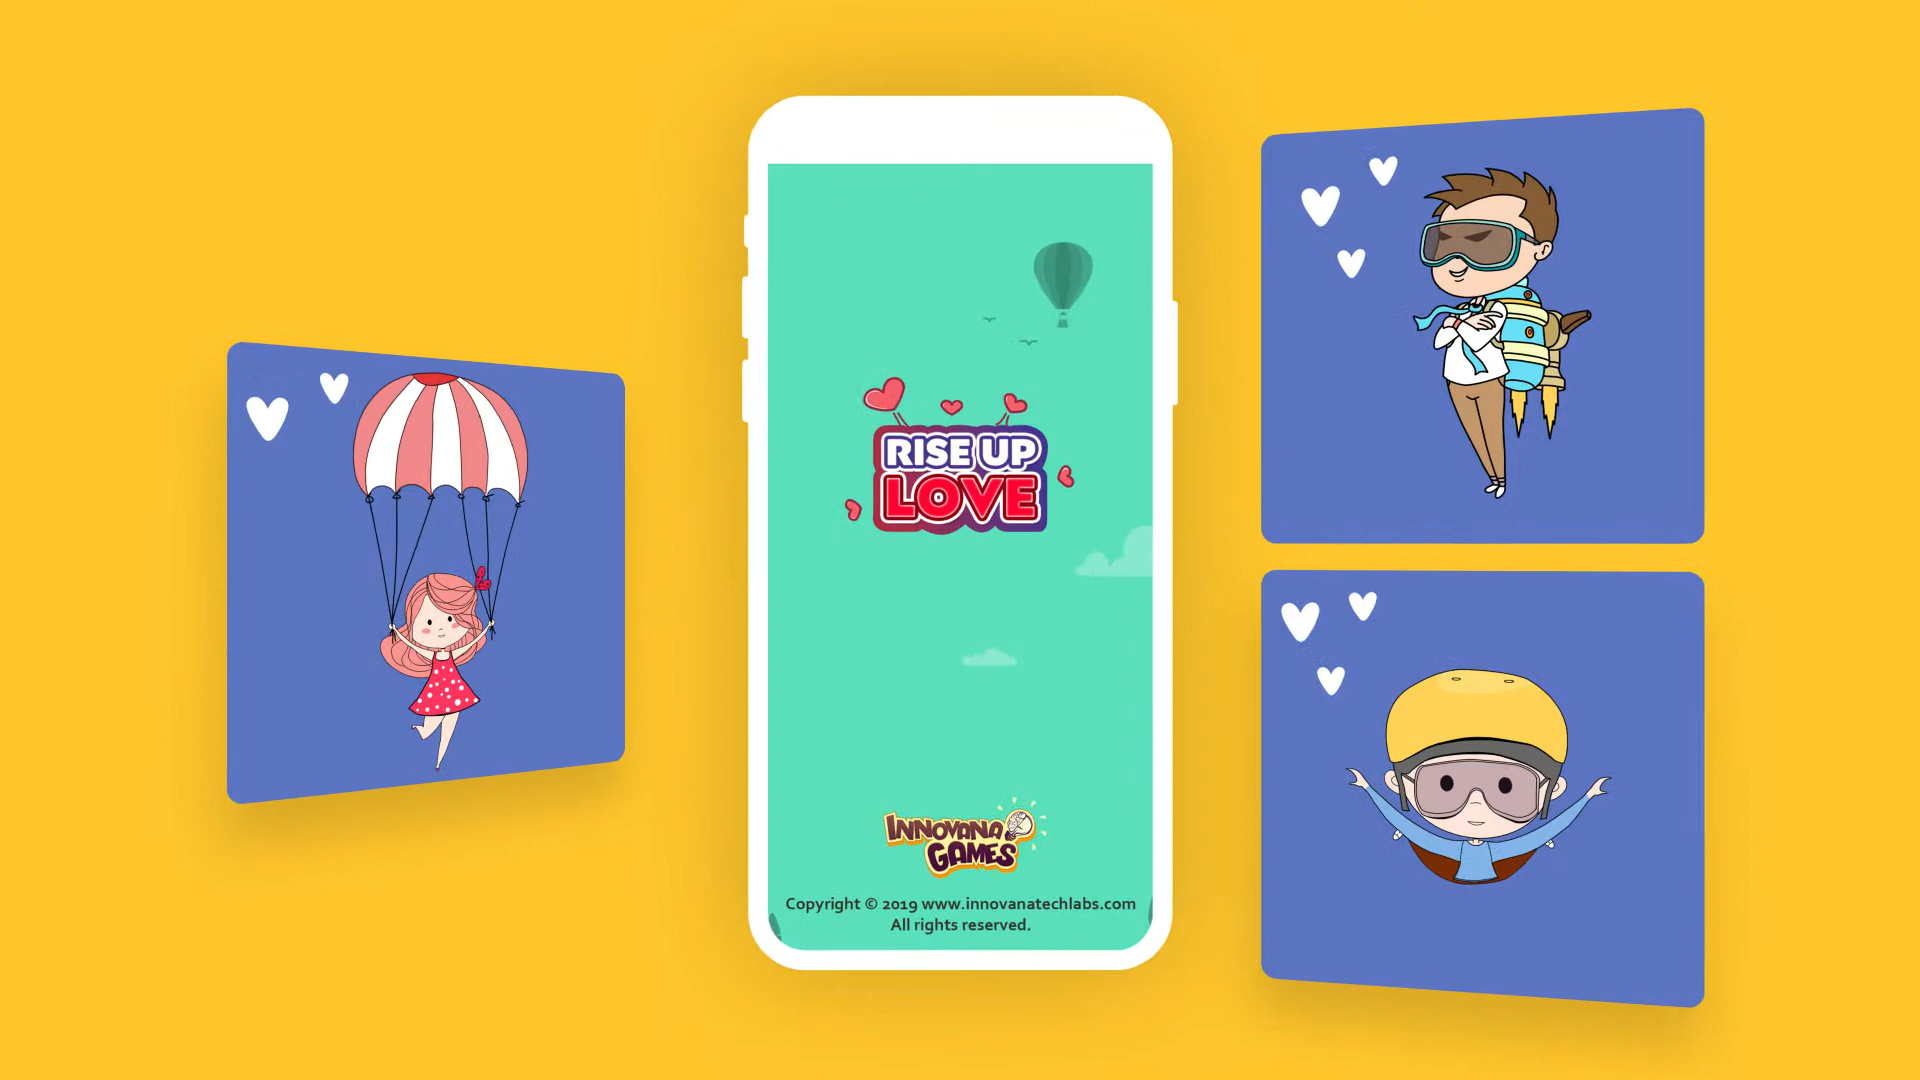 RISE UP
LOVE
INNOVANA
GAMES
Copyright © 2019 www.innovanatechlabs.com
All rights reserved.